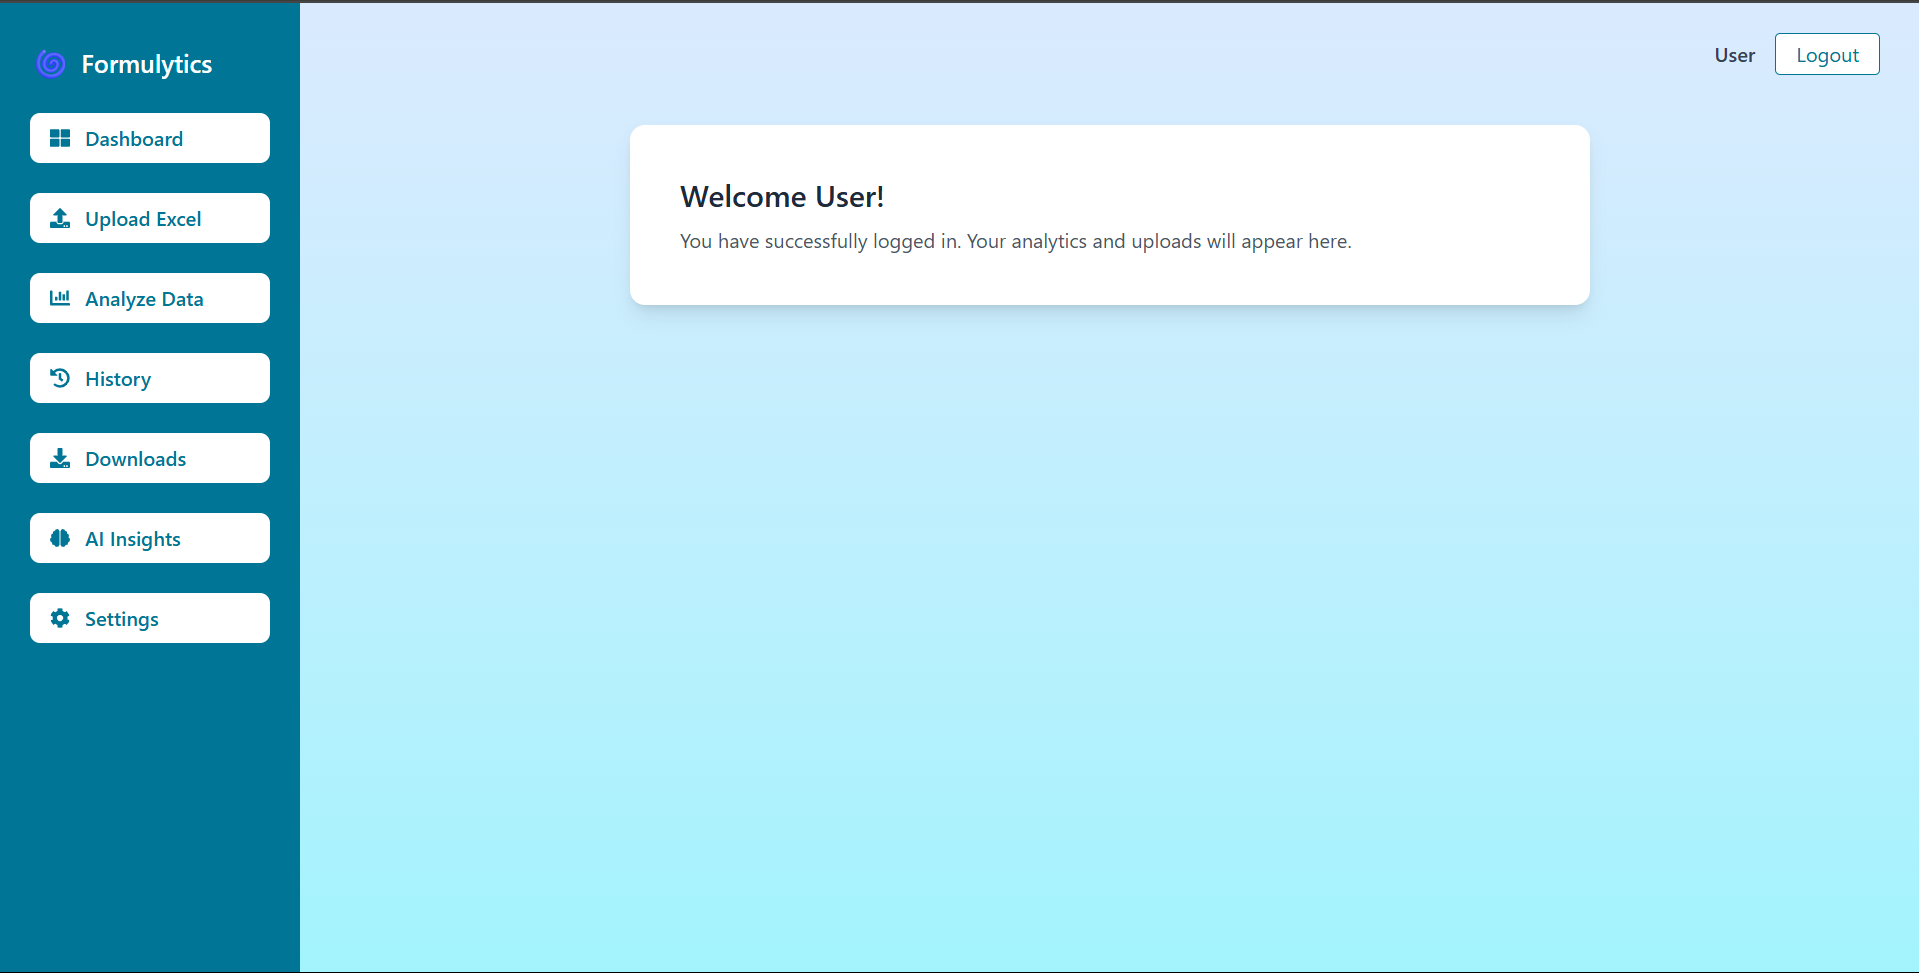 Formulytics
Dashboard
Upload Excel
Analyze Data
History
Downloads
AI Insights
Settings
User
Logout
Welcome User!
You have successfully logged in. Your analytics and uploads will appear here.